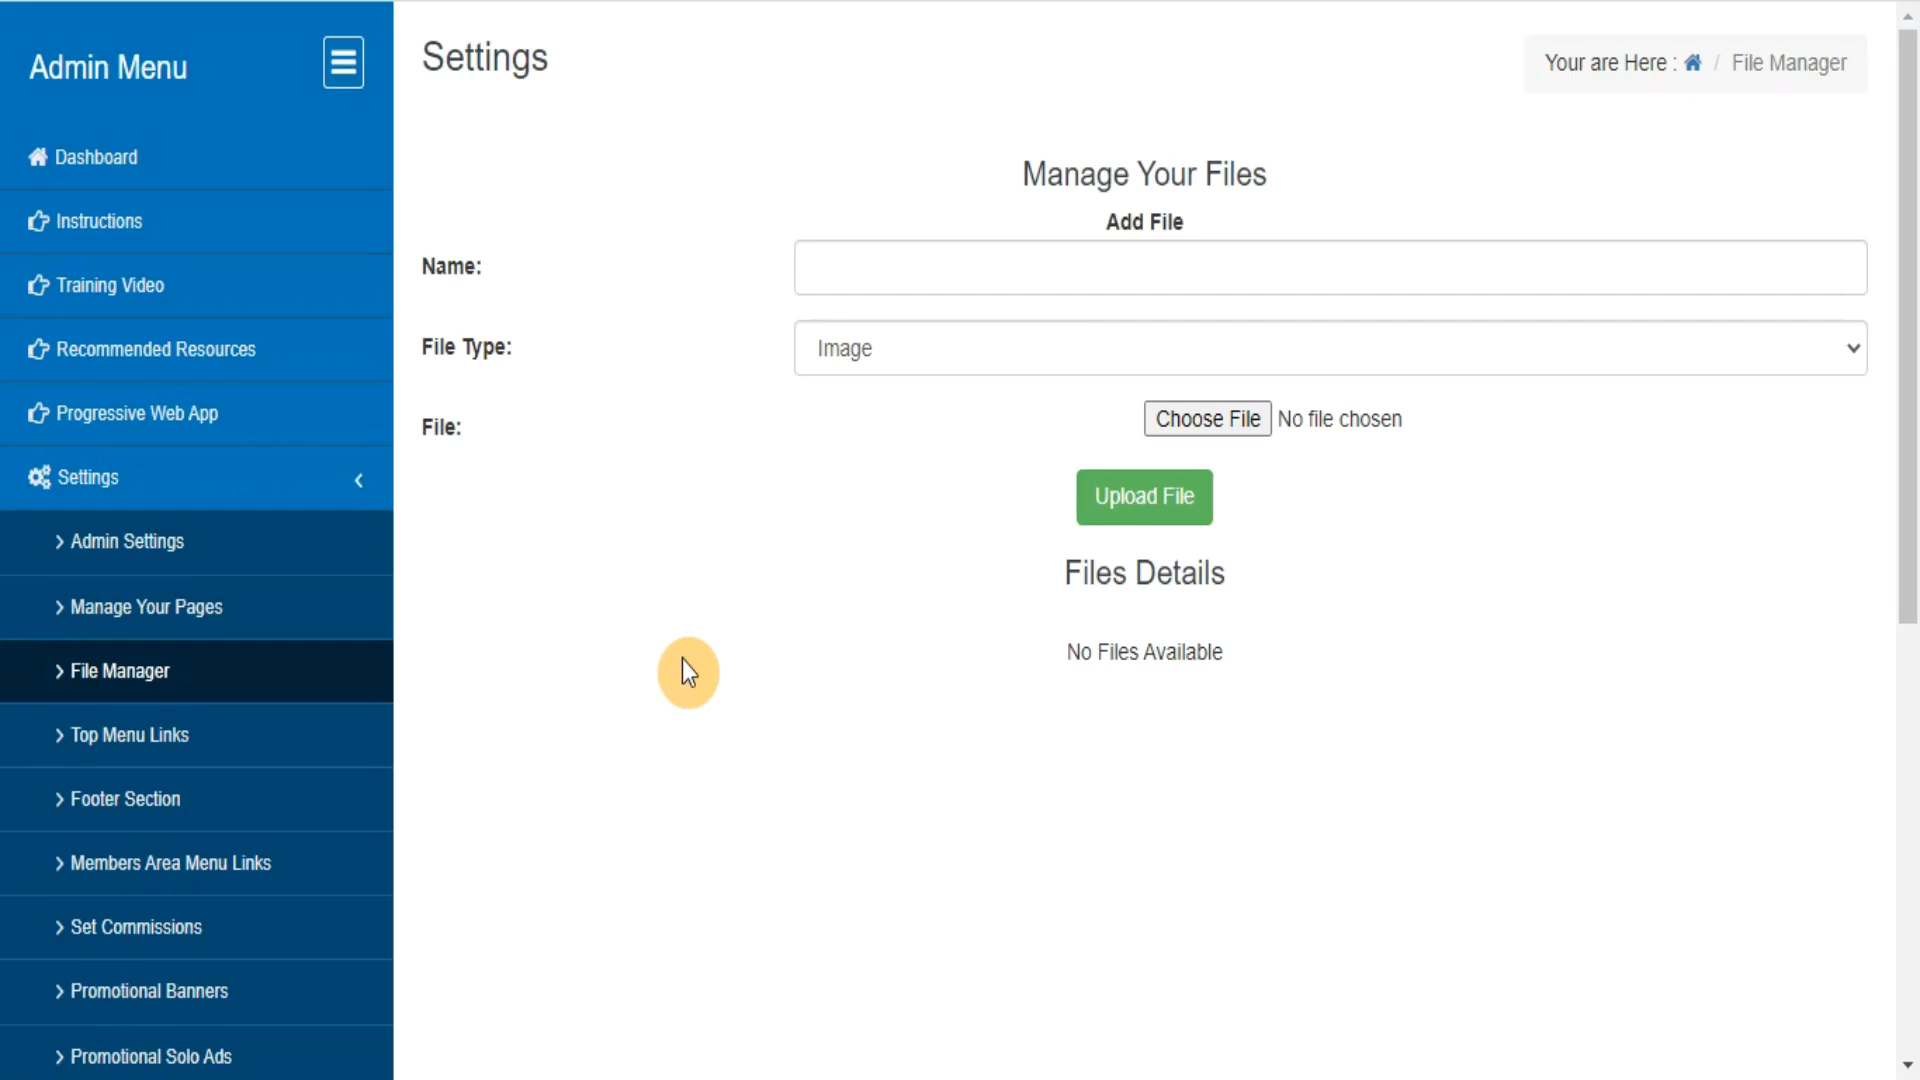 Admin Menu
Dashboard
Instructions
Training Video
Recommended Resources
Progressive Web App
Settings
Admin Settings
Manage Your Pages
File Manager
Top Menu Links
Footer Section
Members Area Menu Links
Set Commissions
Promotional Banners
Promotional Solo Ads
Settings
You are Here : / File Manager
Manage Your Files
Add File
Name:
File Type:
Image
File:
Choose File No file chosen
Upload File
Files Details
No Files Available